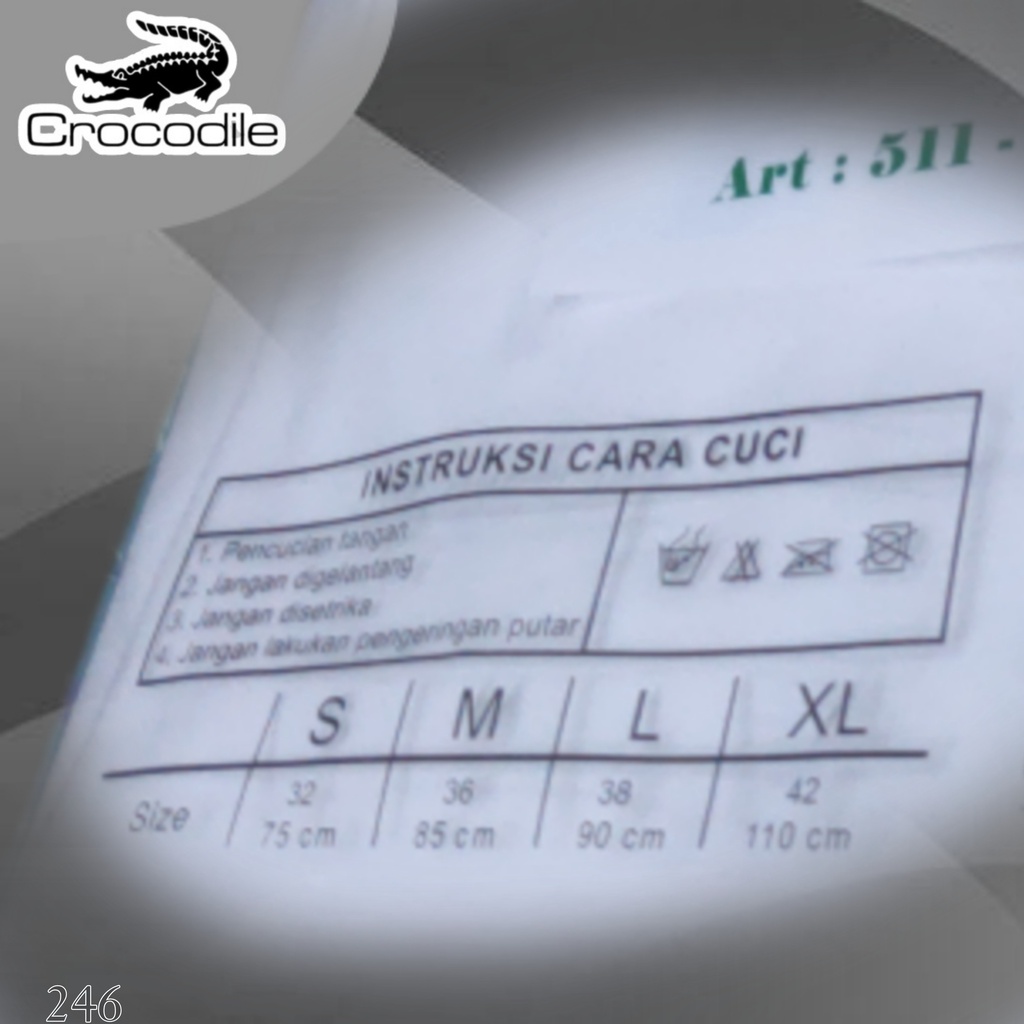 Crocodile
Art : 511 -
INSTRUKSI CARA CUCI
1. Pencucian tangan
2. Jangan digelantang
3. Jangan disetrika
4. Jangan lakukan pengeringan putar
S M L XL
Size 32 36 38 42
75 cm 85 cm 90 cm 110 cm
246